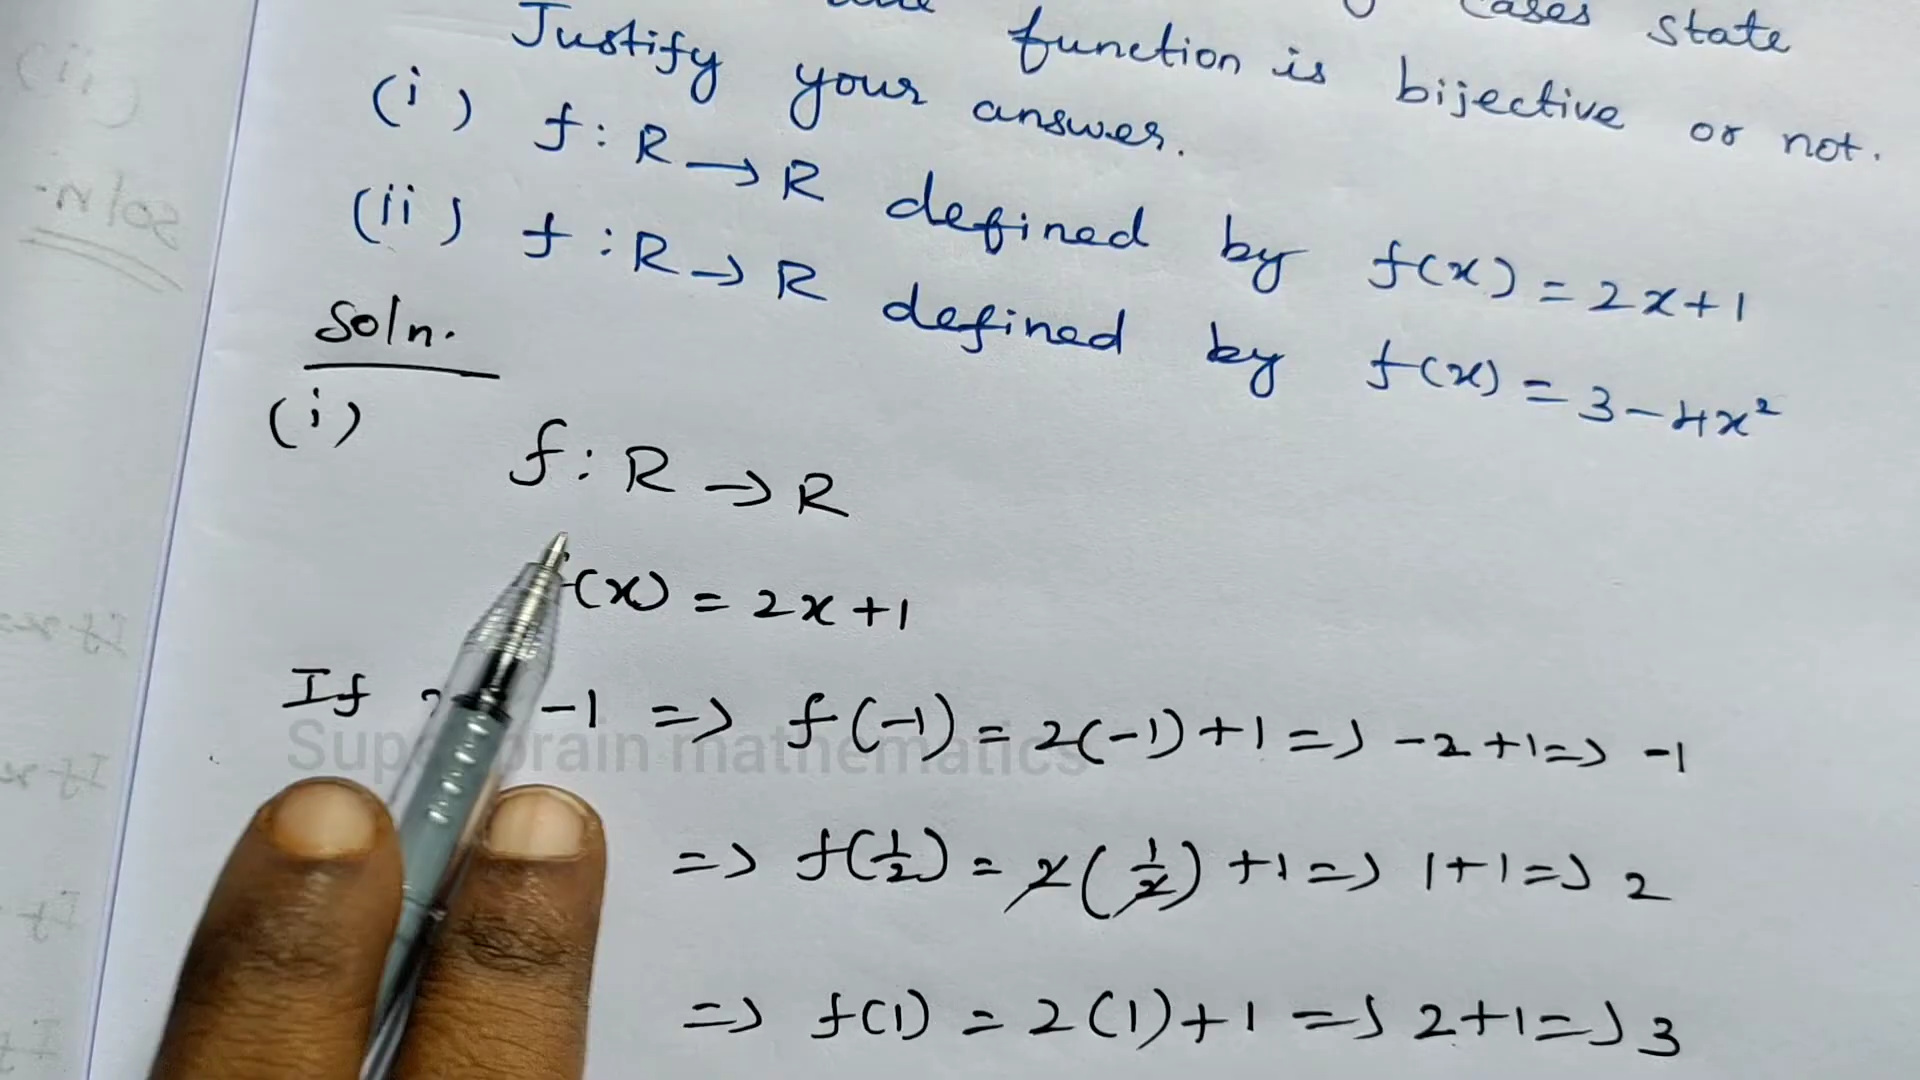 cases state
function is bijective or not.
Justify your answer.
(i) f : R → R defined by f(x) = 2x+1
(ii) f : R → R defined by f(x) = 3 - 4x²
Soln.
(i)
f : R → R
(x) = 2x + 1
If -1 => f(-1) = 2(-1)+1 => -2+1 => -1
Super brain mathematics
=> f(1/2) = 2(1/2) + 1 => 1+1 => 2
=> f(1) = 2(1)+1 => 2+1 => 3